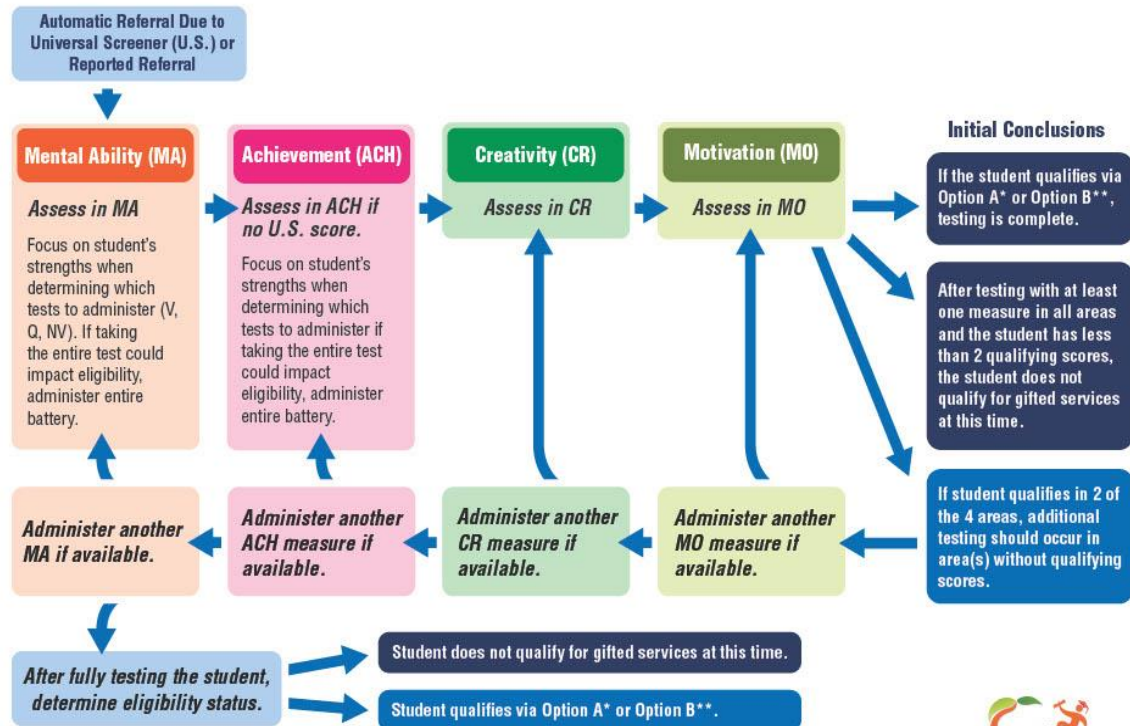 Automatic Referral Due to
Universal Screener (U.S.) or
Reported Referral
Mental Ability (MA)
Assess in MA
Focus on student's
strengths when
determining which
tests to administer (V,
Q, NV). If taking
the entire test could
impact eligibility,
administer entire
battery.
Achievement (ACH)
Assess in ACH if
no U.S. score.
Focus on student's
strengths when
determining which
tests to administer if
taking the entire test
could impact
eligibility, administer
entire battery.
Creativity (CR)
Assess in CR
Motivation (MO)
Assess in MO
Initial Conclusions
If the student qualifies via
Option A* or Option B**,
testing is complete.
After testing with at least
one measure in all areas
and the student has less
than 2 qualifying scores,
the student does not
qualify for gifted services
at this time.
If student qualifies in 2 of
the 4 areas, additional
testing should occur in
area(s) without qualifying
scores.
Administer another
MA if available.
Administer another
ACH measure if
available.
Administer another
CR measure if
available.
Administer another
MO measure if
available.
After fully testing the student,
determine eligibility status.
Student does not qualify for gifted services at this time.
Student qualifies via Option A* or Option B**.